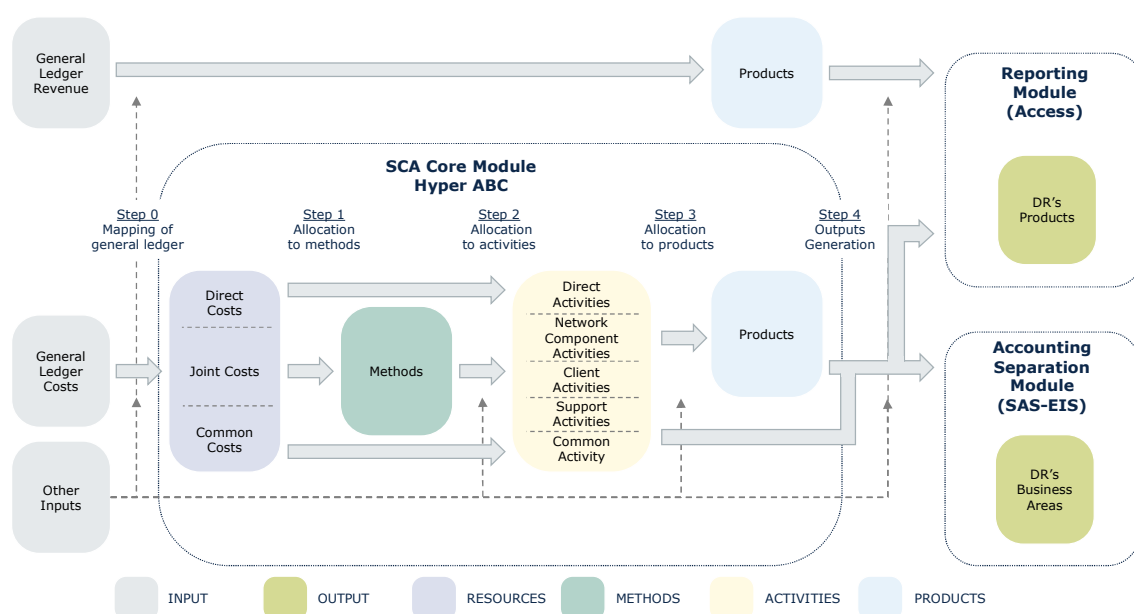 General
Ledger
Revenue
Products
Reporting
Module
(Access)
DR's
Products
SCA Core Module
Hyper ABC
Step 0
Mapping of
general ledger
Step 1
Allocation
to methods
Step 2
Allocation
to activities
Step 3
Allocation
to products
Step 4
Outputs
Generation
General
Ledger
Costs
Direct
Costs
Joint Costs
Common
Costs
Methods
Direct
Activities
Network
Component
Activities
Client
Activities
Support
Activities
Common
Activity
Products
Accounting
Separation
Module
(SAS-EIS)
DR's
Business
Areas
Other
Inputs
INPUT
OUTPUT
RESOURCES
METHODS
ACTIVITIES
PRODUCTS